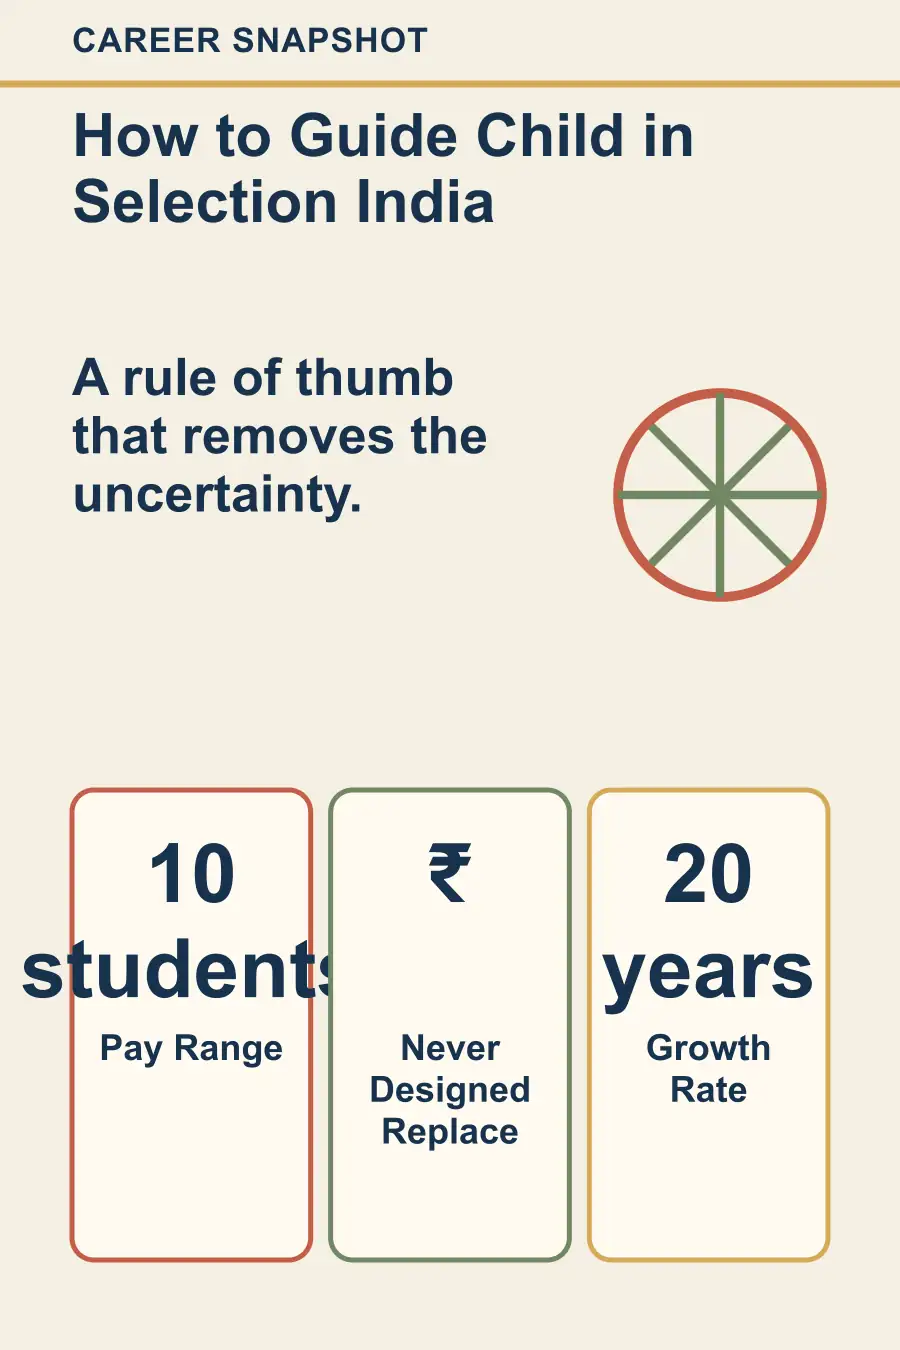 CAREER SNAPSHOT
How to Guide Child in
Selection India
A rule of thumb
that removes the
uncertainty.
10
students
Pay Range
₹
Never
Designed
Replace
20
years
Growth
Rate